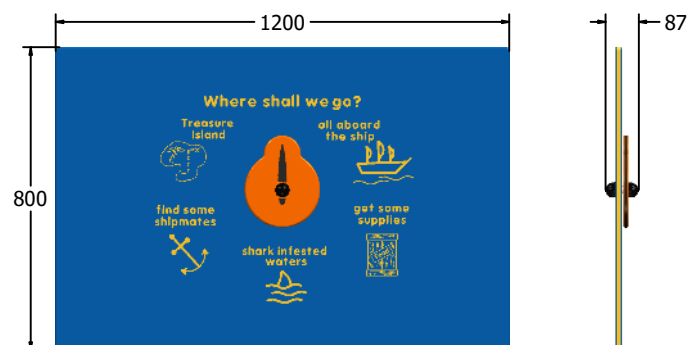 1200
87
800
Where shall we go?
Treasure
Island
all aboard
the ship
find some
shipmates
get some
supplies
shark infested
waters